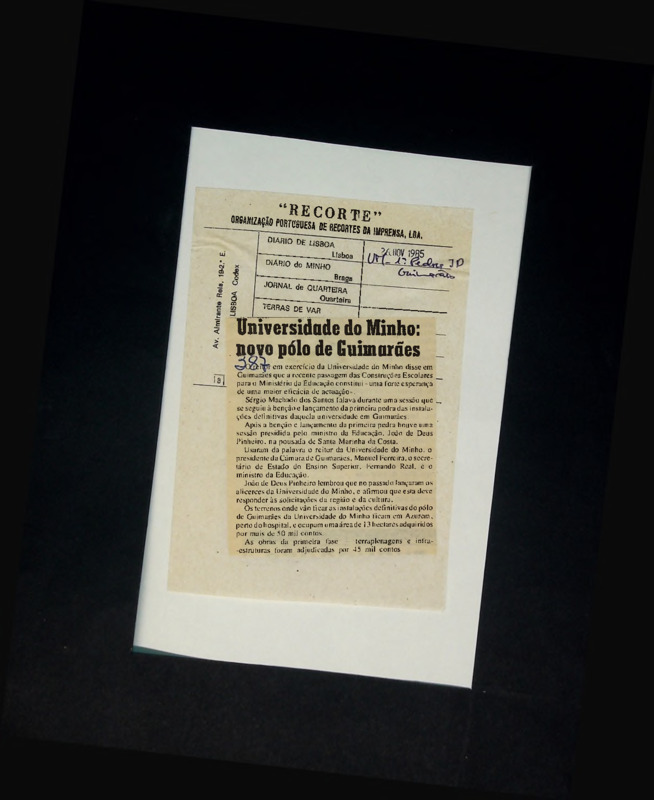 "RECORTE"
ORGANIZAÇÃO PORTUGUESA DE RECORTES DA IMPRENSA, LDA.
Av. Almirante Reis, 19-2.º E.
LISBOA Codex
DIÁRIO DE LISBOA
Lisboa
NOV 1985
DIÁRIO do MINHO
Braga
UM - 1ª Pedra JD
Guimarães
JORNAL de QUARTEIRA
Quarteira
TERRAS DE VAR
Universidade do Minho:
novo pólo de Guimarães
387
em exercício da Universidade do Minho disse em
Guimarães que a recente passagem das Construções Escolares
para o Ministério da Educação constitui «uma forte esperança
de uma maior eficácia de actuação».
Sérgio Machado dos Santos falava durante uma sessão que
se seguiu à benção e lançamento da primeira pedra das instala-
ções definitivas daquela universidade em Guimarães
Após a benção e lançamento da primeira pedra houve uma
sessão presidida pelo ministro da Educação, João de Deus
Pinheiro, na pousada de Santa Marinha da Costa.
Usaram da palavra o reitor da Universidade do Minho, o
presidente da Câmara de Guimarães, Manuel Ferreira, o secre-
tário de Estado do Ensino Superior, Fernando Real, e o
ministro da Educação.
João de Deus Pinheiro lembrou que no passado lançaram os
alicerces da Universidade do Minho, e afirmou que esta deve
responder às solicitações da região e da cultura.
Os terrenos onde vão ficar as instalações definitivas do pólo
de Guimarães da Universidade do Minho ficam em Azurém,
perto do hospital, e ocupam uma área de 13 hectares adquiridos
por mais de 50 mil contos.
As obras da primeira fase terraplenagens e infra-
-estruturas foram adjudicadas por 45 mil contos